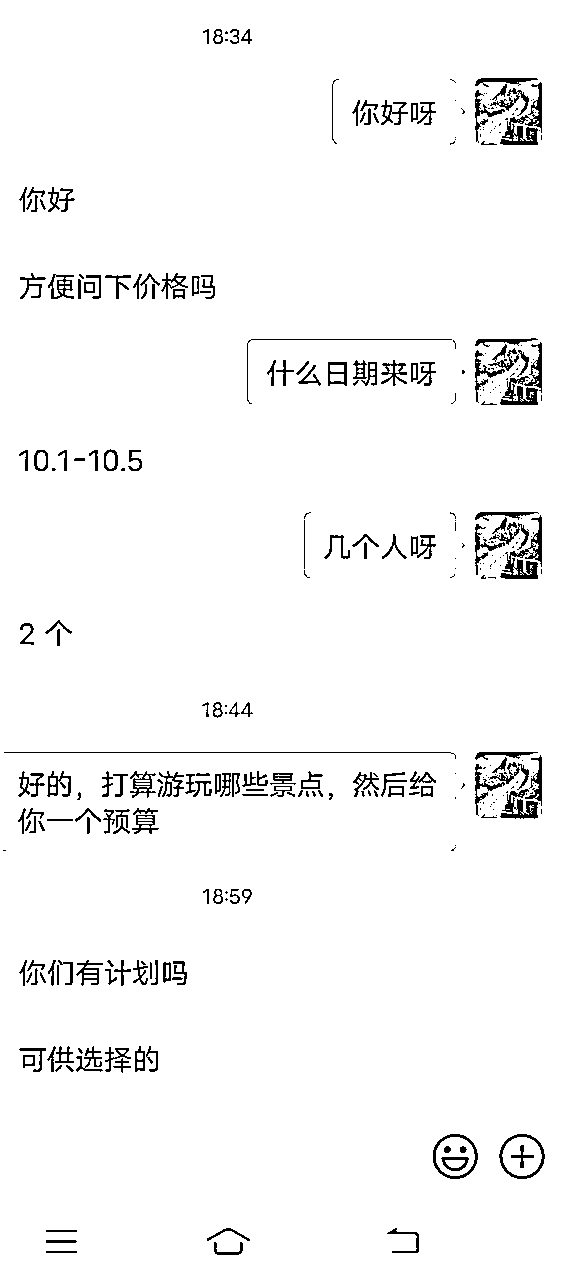 18:34
你好呀
你好
方便问下价格吗
什么日期来呀
10.1-10.5
几个人呀
2 个
18:44
好的，打算游玩哪些景点，然后给
你一个预算
18:59
你们有计划吗
可供选择的